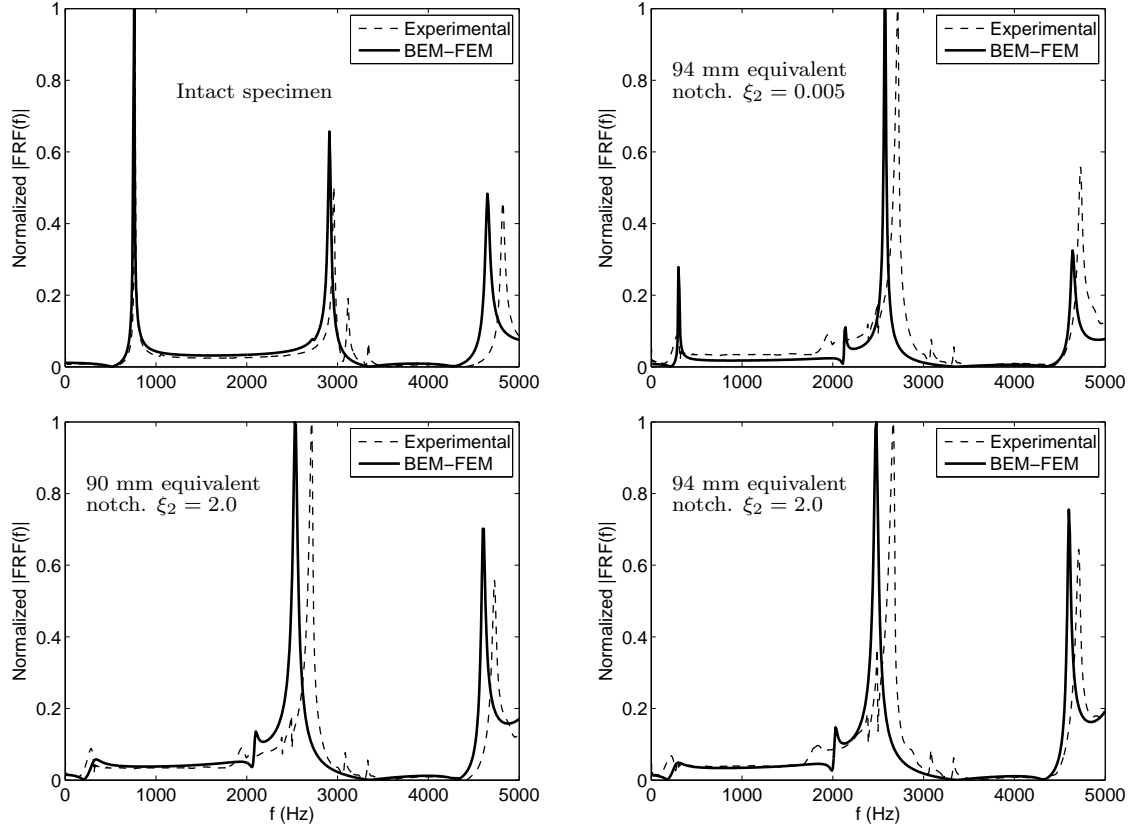 Normalized |FRF(f)|
1
0.8
0.6
0.4
0.2
0
0 1000 2000 3000 4000 5000
Experimental
BEM−FEM
Intact specimen
Normalized |FRF(f)|
1
0.8
0.6
0.4
0.2
0
0 1000 2000 3000 4000 5000
Experimental
BEM−FEM
94 mm equivalent
notch. ξ₂ = 0.005
Normalized |FRF(f)|
1
0.8
0.6
0.4
0.2
0
0 1000 2000 3000 4000 5000
f (Hz)
Experimental
BEM−FEM
90 mm equivalent
notch. ξ₂ = 2.0
Normalized |FRF(f)|
1
0.8
0.6
0.4
0.2
0
0 1000 2000 3000 4000 5000
f (Hz)
Experimental
BEM−FEM
94 mm equivalent
notch. ξ₂ = 2.0